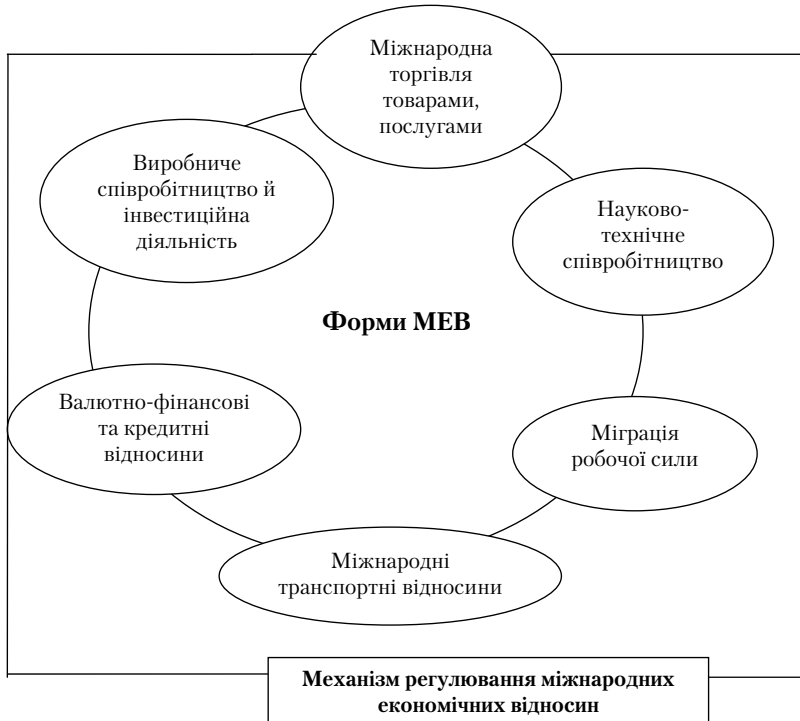 Міжнародна
торгівля
товарами,
послугами
Виробниче
співробітництво й
інвестиційна
діяльність
Науково-
технічне
співробітництво
Форми МЕВ
Валютно-фінансові
та кредитні
відносини
Міграція
робочої сили
Міжнародні
транспортні відносини
Механізм регулювання міжнародних
економічних відносин